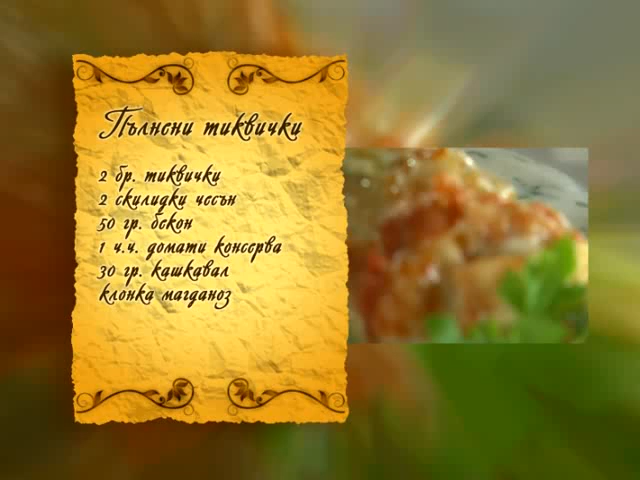 Пълнени тиквички
2 бр. тиквички
2 скилидки чесън
50 гр. бекон
1 ч.ч. домати консерва
30 гр. кашкавал
клонка магданоз